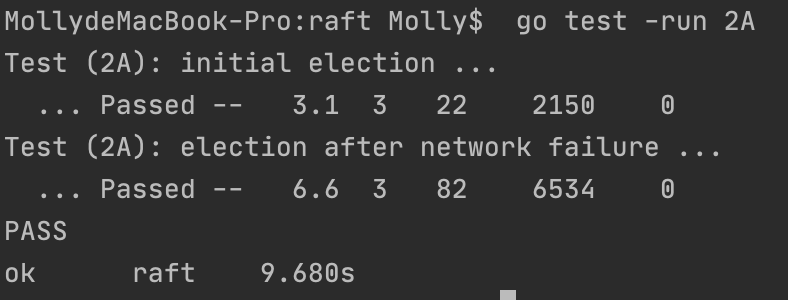 MollydeMacBook-Pro:raft Molly$  go test -run 2A
Test (2A): initial election ...
  ... Passed --   3.1  3   22    2150    0
Test (2A): election after network failure ...
  ... Passed --   6.6  3   82    6534    0
PASS
ok      raft    9.680s